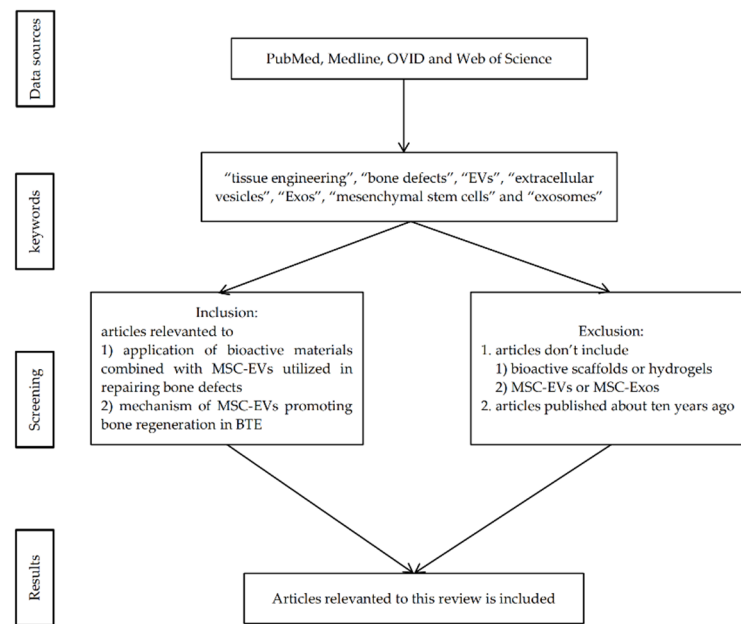 Data sources
PubMed, Medline, OVID and Web of Science
keywords
“tissue engineering”, “bone defects”, “EVs”, “extracellular
vesicles”, “Exos”, “mesenchymal stem cells” and “exosomes”
Screening
Inclusion:
articles relevanted to
1) application of bioactive materials
combined with MSC-EVs utilized in
repairing bone defects
2) mechanism of MSC-EVs promoting
bone regeneration in BTE
Exclusion:
1. articles don’t include
1) bioactive scaffolds or hydrogels
2) MSC-EVs or MSC-Exos
2. articles published about ten years ago
Results
Articles relevanted to this review is included